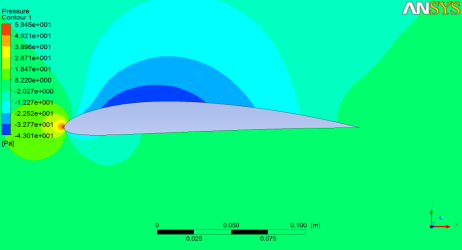 Pressure
Contour 1
5.945e+001
4.921e+001
3.896e+001
2.871e+001
1.847e+001
8.220e+000
-2.027e+000
-1.227e+001
-2.252e+001
-3.277e+001
-4.301e+001
[Pa]
ANSYS
0 0.050 0.100 (m)
0.025 0.075